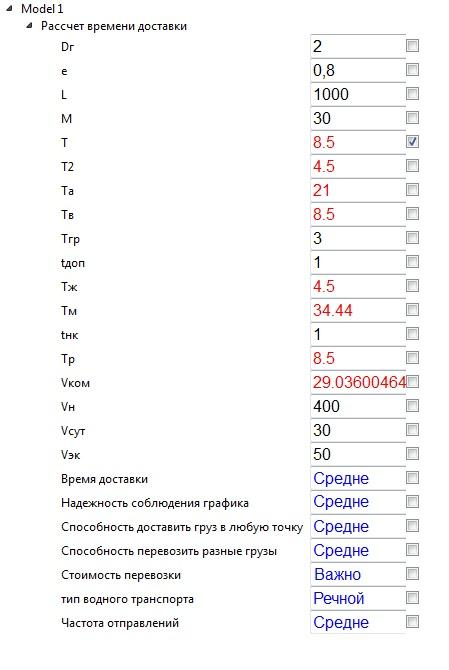 Model 1
Рассчет времени доставки
Dг 2
e 0,8
L 1000
M 30
T 8.5
T2 4.5
Tа 21
Tв 8.5
Tгр 3
tдоп 1
Tж 4.5
Tм 34.44
tнк 1
Tр 8.5
Vком 29.03600464
Vн 400
Vсут 30
Vэк 50
Время доставки Средне
Надежность соблюдения графика Средне
Способность доставить груз в любую точку Средне
Способность перевозить разные грузы Средне
Стоимость перевозки Важно
тип водного транспорта Речной
Частота отправлений Средне